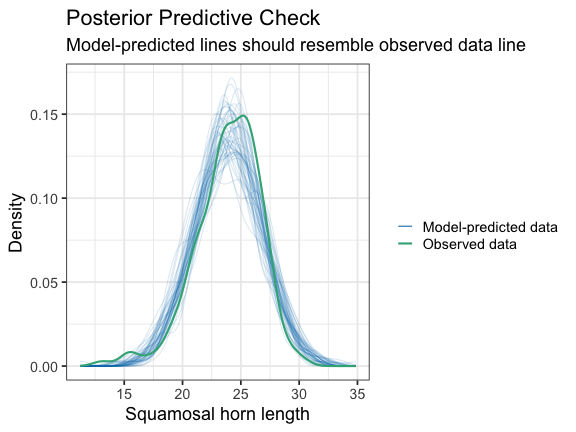 Posterior Predictive Check
Model-predicted lines should resemble observed data line
Density
0.15
0.10
0.05
0.00
15 20 25 30 35
Squamosal horn length
Model-predicted data
Observed data